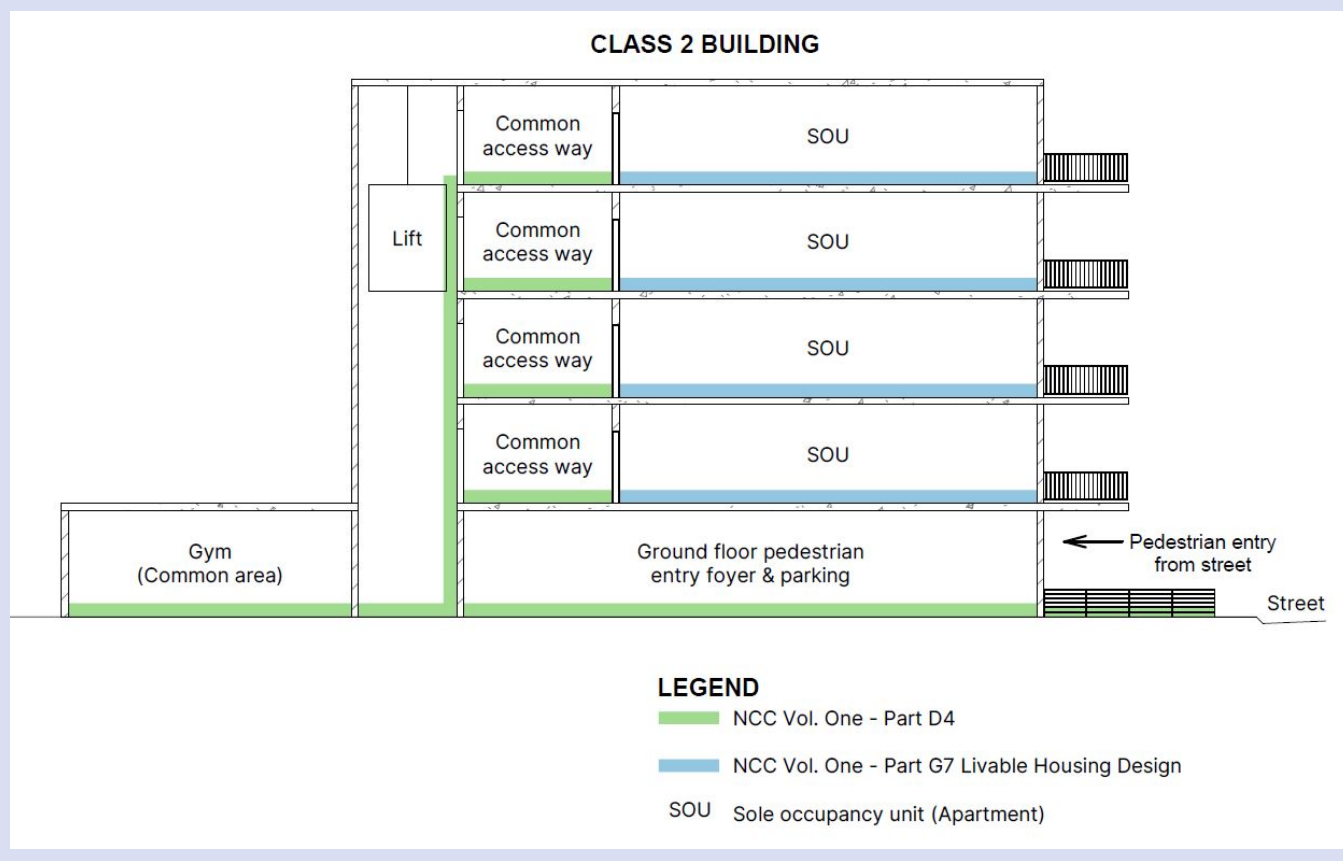 CLASS 2 BUILDING
Common
access way
SOU
Lift
Common
access way
SOU
Common
access way
SOU
Common
access way
SOU
Gym
(Common area)
Ground floor pedestrian
entry foyer & parking
Pedestrian entry
from street
Street
LEGEND
NCC Vol. One - Part D4
NCC Vol. One - Part G7 Livable Housing Design
SOU Sole occupancy unit (Apartment)